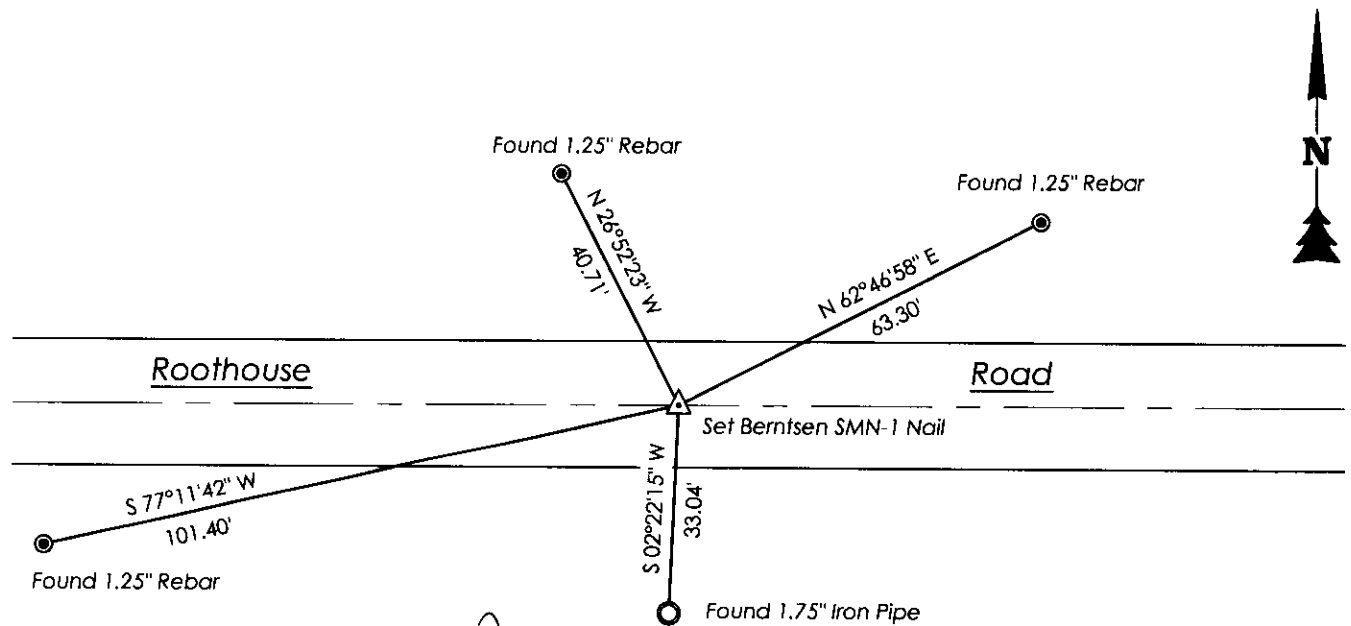 Found 1.25" Rebar
Found 1.25" Rebar
N
N 26°52'23" W
40.71'
N 62°46'58" E
63.30'
Roothouse
Road
Set Berntsen SMN-1 Nail
S 77°11'42" W
101.40'
S 02°22'15" W
33.04'
Found 1.25" Rebar
Found 1.75" Iron Pipe